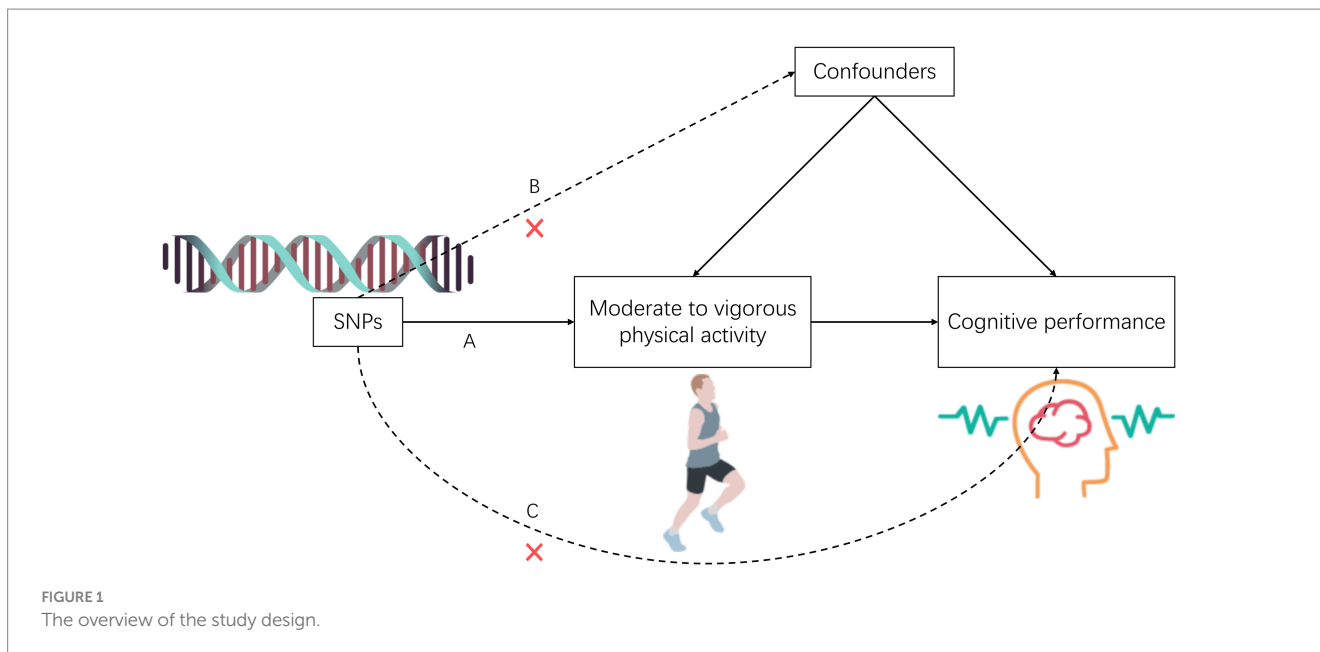 Confounders
B
SNPs
A
Moderate to vigorous
physical activity
Cognitive performance
C
FIGURE 1
The overview of the study design.